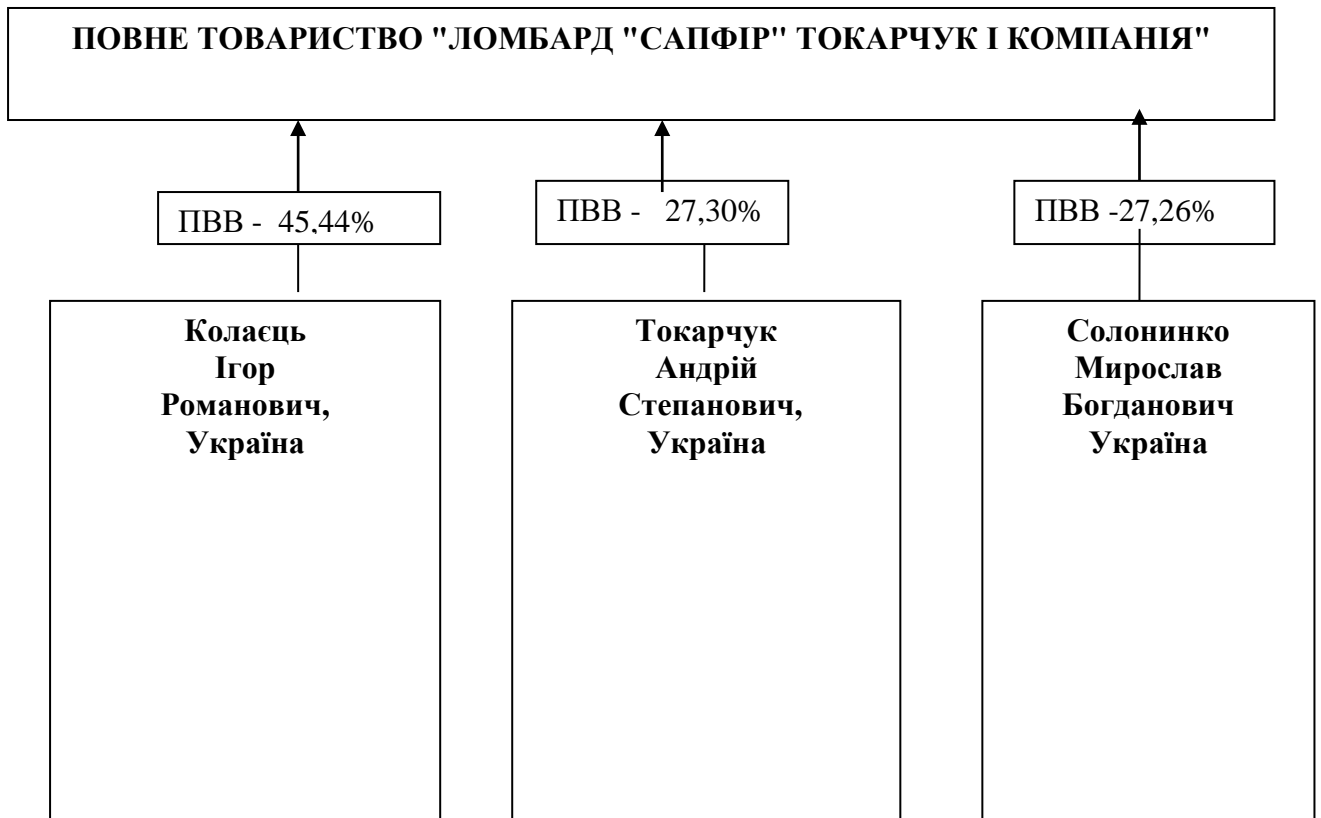 ПОВНЕ ТОВАРИСТВО "ЛОМБАРД "САПФІР" ТОКАРЧУК І КОМПАНІЯ"
ПВВ - 45,44%
ПВВ - 27,30%
ПВВ -27,26%
Колаєць
Ігор
Романович,
Україна
Токарчук
Андрій
Степанович,
Україна
Солонинко
Мирослав
Богданович
Україна